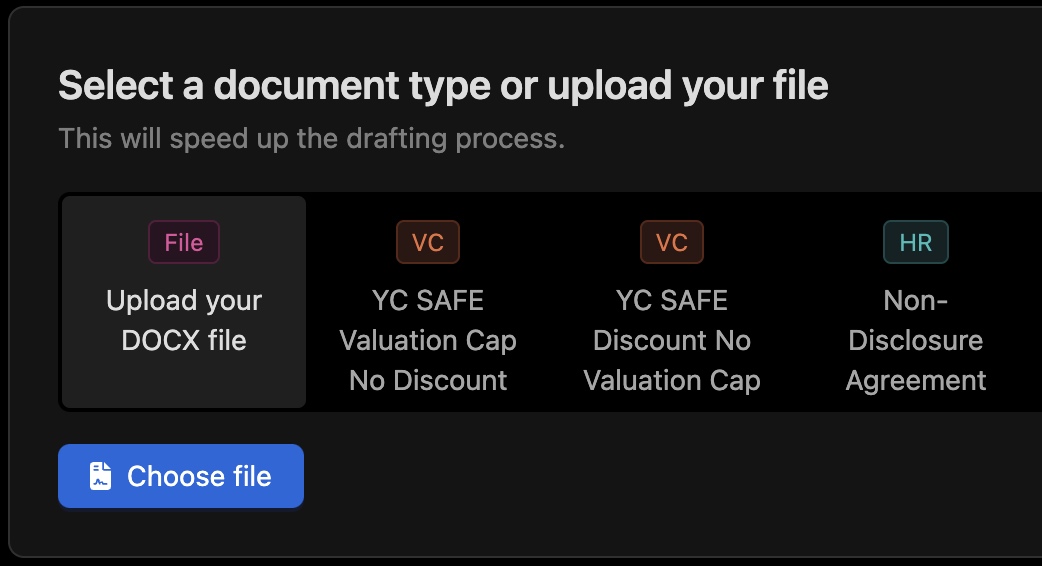 Select a document type or upload your file
This will speed up the drafting process.
File
Upload your
DOCX file
VC
YC SAFE
Valuation Cap
No Discount
VC
YC SAFE
Discount No
Valuation Cap
HR
Non-
Disclosure
Agreement
Choose file